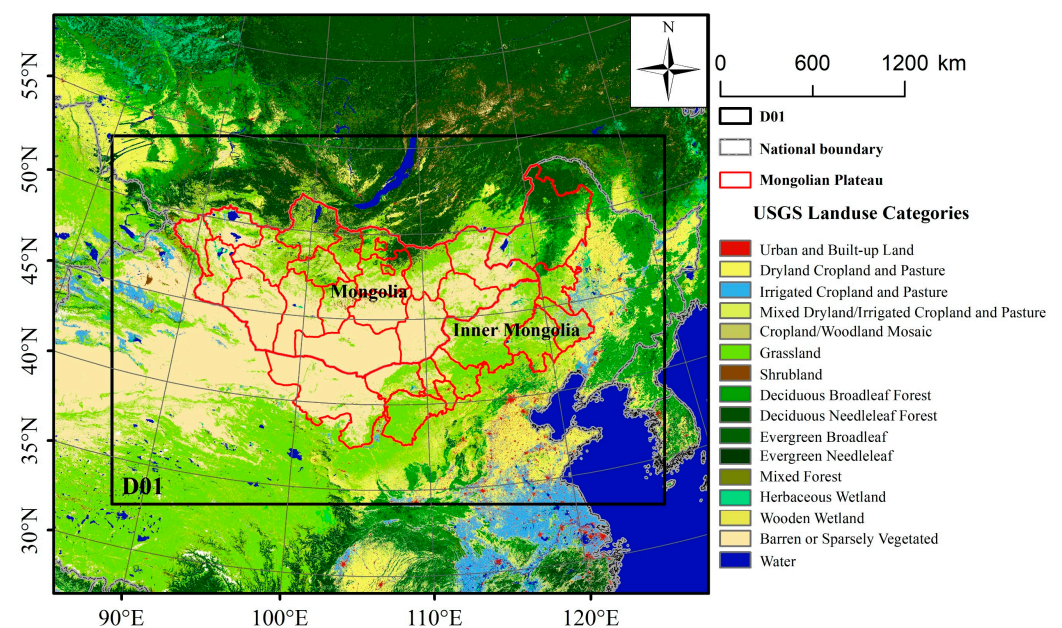 N
0 600 1200 km
D01
National boundary
Mongolian Plateau
USGS Landuse Categories
Urban and Built-up Land
Dryland Cropland and Pasture
Irrigated Cropland and Pasture
Mixed Dryland/Irrigated Cropland and Pasture
Cropland/Woodland Mosaic
Grassland
Shrubland
Deciduous Broadleaf Forest
Deciduous Needleleaf Forest
Evergreen Broadleaf
Evergreen Needleleaf
Mixed Forest
Herbaceous Wetland
Wooden Wetland
Barren or Sparsely Vegetated
Water
55°N
50°N
45°N
40°N
35°N
30°N
Mongolia
Inner Mongolia
D01
90°E 100°E 110°E 120°E